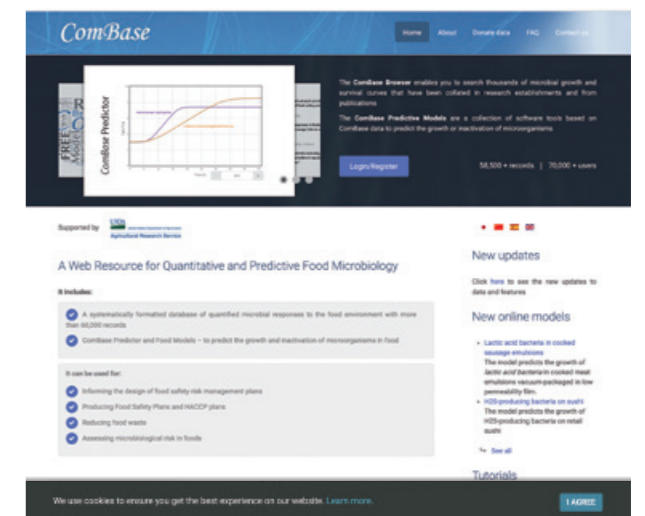 ComBase
Home About Donate data FAQ Contact us
ComBase Predictor
The ComBase Browser enables you to search thousands of microbial growth and
survival curves that have been collated in research establishments and from
publications
The ComBase Predictive Models are a collection of software tools based on
ComBase data to predict the growth or inactivation of microorganisms
Login/Register
58,500 + records | 70,000 + users
Supported by
USDA
Agricultural Research Service
A Web Resource for Quantitative and Predictive Food Microbiology
It includes:
A systematically formatted database of quantified microbial responses to the food environment with more
than 60,000 records
ComBase Predictor and Food Models – to predict the growth and inactivation of microorganisms in food
It can be used for:
Informing the design of food safety risk management plans
Producing Food Safety Plans and HACCP plans
Reducing food waste
Assessing microbiological risk in foods
New updates
Click here to see the new updates to
data and features
New online models
Lactic acid bacteria in cooked
sausage emulsions
The model predicts the growth of
lactic acid bacteria in cooked meat
emulsions vacuum-packaged in low
permeability film.
H2S-producing bacteria on sushi
The model predicts the growth of
H2S-producing bacteria on retail
sushi
See all
Tutorials
We use cookies to ensure you get the best experience on our website. Learn more.
I AGREE